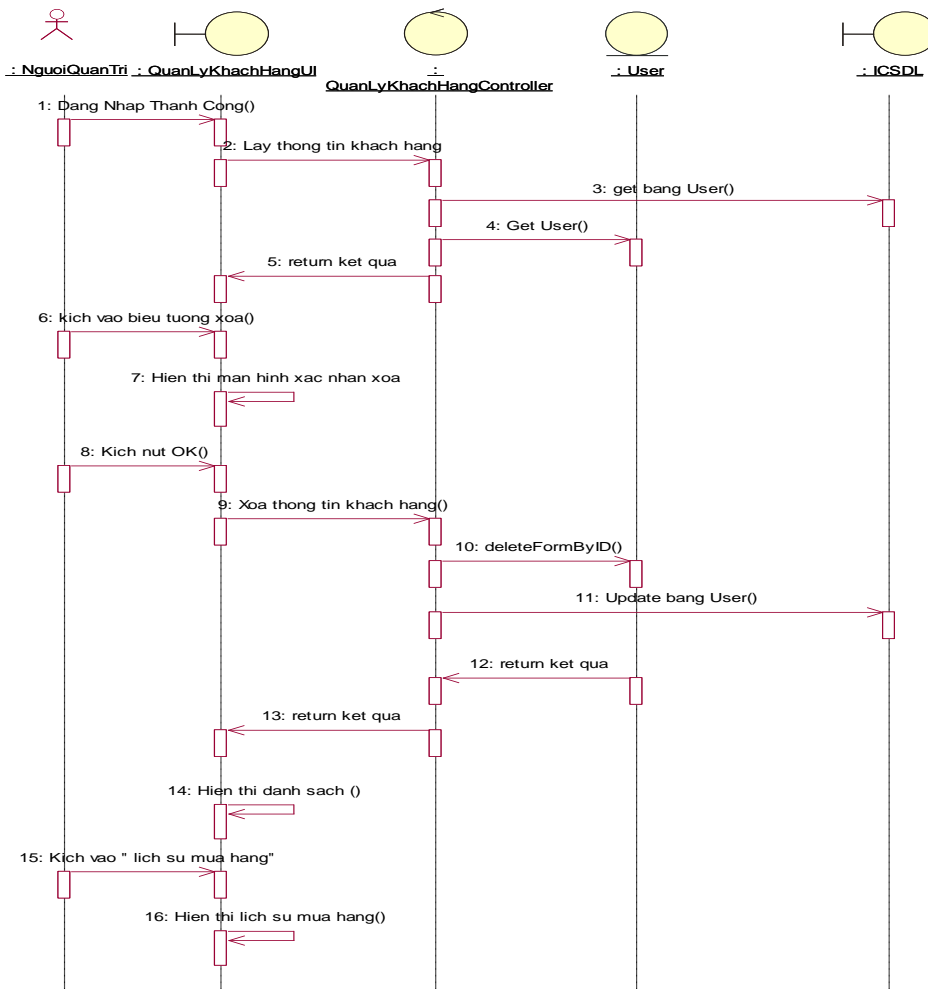 : NguoiQuanTri
: QuanLyKhachHangUI
:
QuanLyKhachHangController
: User
: ICSDL
1: Dang Nhap Thanh Cong()
2: Lay thong tin khach hang
3: get bang User()
4: Get User()
5: return ket qua
6: kich vao bieu tuong xoa()
7: Hien thi man hinh xac nhan xoa
8: Kich nut OK()
9: Xoa thong tin khach hang()
10: deleteFormByID()
11: Update bang User()
12: return ket qua
13: return ket qua
14: Hien thi danh sach ()
15: Kich vao " lich su mua hang"
16: Hien thi lich su mua hang()